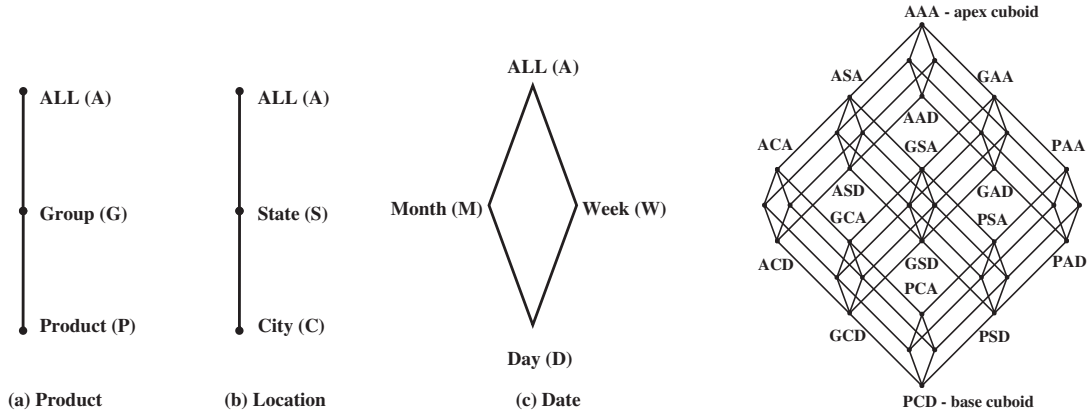 ALL (A)
Group (G)
Product (P)
(a) Product
ALL (A)
State (S)
City (C)
(b) Location
ALL (A)
Month (M)
Week (W)
Day (D)
(c) Date
AAA - apex cuboid
ASA
GAA
AAD
ACA
GSA
PAA
ASD
GAD
GCA
PSA
ACD
GSD
PAD
PCA
GCD
PSD
PCD - base cuboid